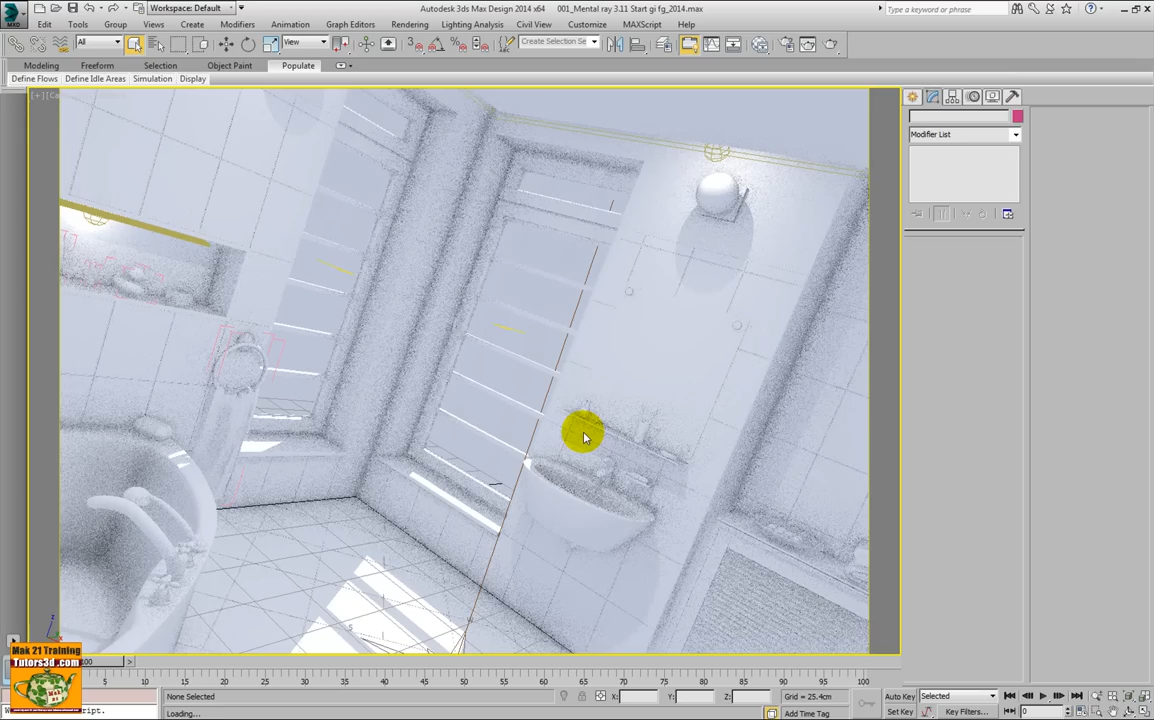 Workspace: Default
Autodesk 3ds Max Design 2014 x64    001_Mental ray 3.11 Start gi fg_2014.max
Type a keyword or phrase
MXD
Edit Tools Group Views Create Modifiers Animation Graph Editors Rendering Lighting Analysis Civil View Customize MAXScript Help
All View Create Selection Se
Modeling Freeform Selection Object Paint Populate
Define Flows Define Idle Areas Simulation Display
Modifier List
Mak 21 Training
Tutors3d .com
Mak 21
100
5 10 15 20 25 30 35 40 45 50 55 60 65 70 75 80 85 90 95 100
None Selected X: Y: Z: Grid = 25.4cm Auto Key Selected
Loading... Add Time Tag Set Key Key Filters... 0